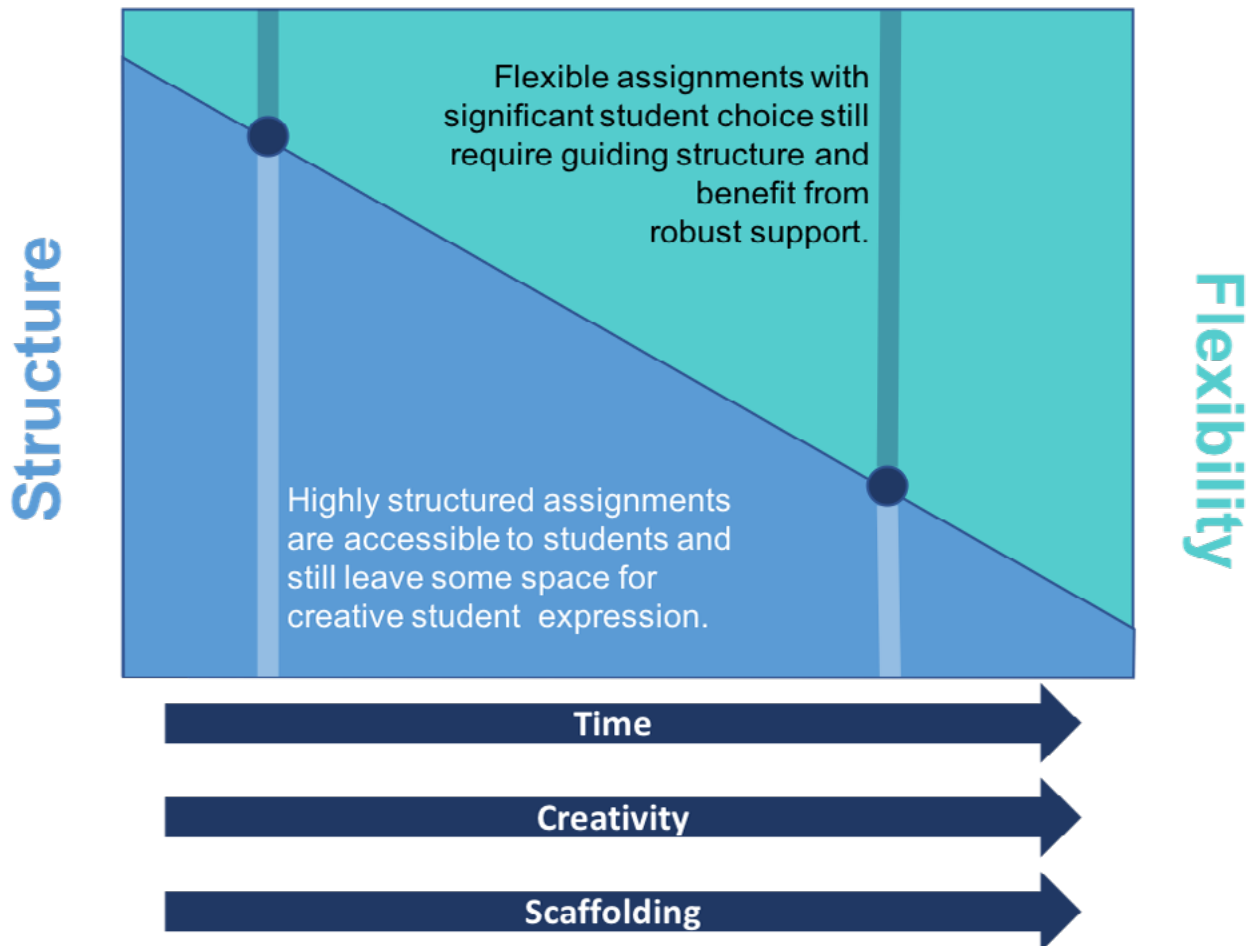 Structure
Flexible assignments with
significant student choice still
require guiding structure and
benefit from
robust support.
Highly structured assignments
are accessible to students and
still leave some space for
creative student expression.
Flexibility
Time
Creativity
Scaffolding